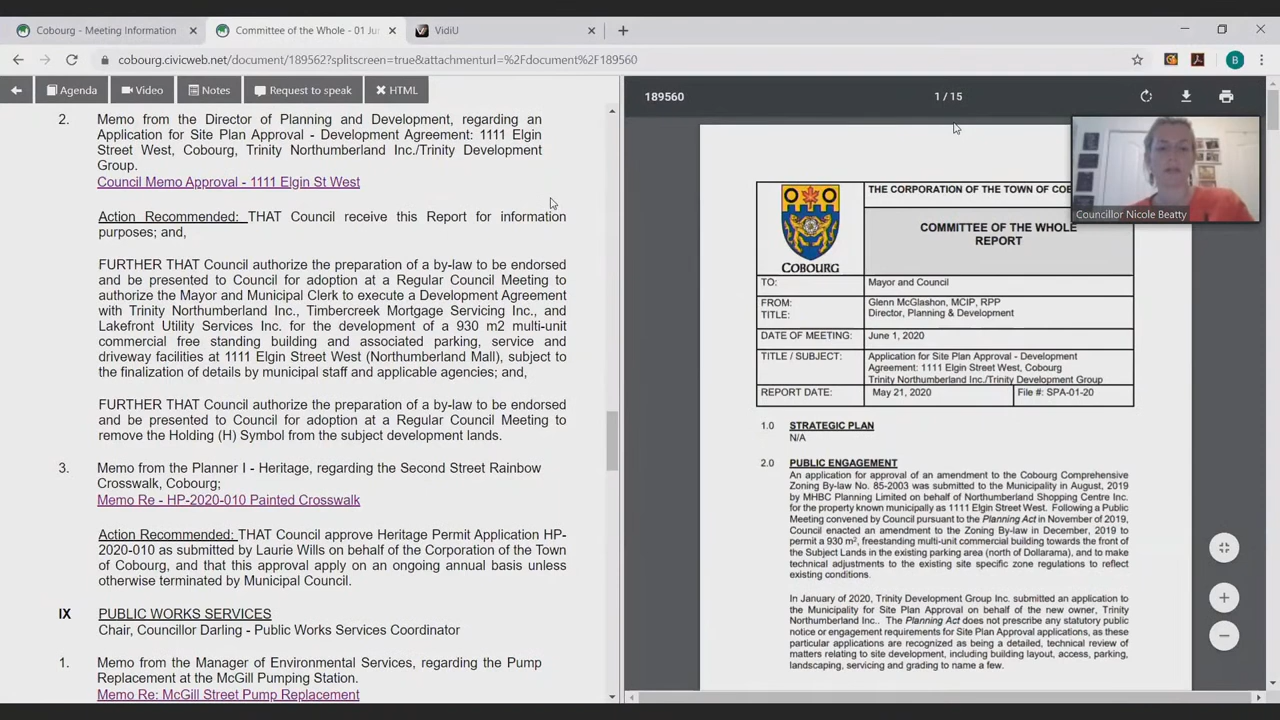 Cobourg - Meeting Information
Committee of the Whole - 01 Ju
VidiU
cobourg.civicweb.net/document/189562?splitscreen=true&attachmenturl=%2Fdocument%2F189560
B
Agenda
Video
Notes
Request to speak
HTML
2. Memo from the Director of Planning and Development, regarding an
Application for Site Plan Approval - Development Agreement: 1111 Elgin
Street West, Cobourg, Trinity Northumberland Inc./Trinity Development
Group.
Council Memo Approval - 1111 Elgin St West
Action Recommended: THAT Council receive this Report for information
purposes; and,
FURTHER THAT Council authorize the preparation of a by-law to be endorsed
and be presented to Council for adoption at a Regular Council Meeting to
authorize the Mayor and Municipal Clerk to execute a Development Agreement
with Trinity Northumberland Inc., Timbercreek Mortgage Servicing Inc., and
Lakefront Utility Services Inc. for the development of a 930 m2 multi-unit
commercial free standing building and associated parking, service and
driveway facilities at 1111 Elgin Street West (Northumberland Mall), subject to
the finalization of details by municipal staff and applicable agencies; and,
FURTHER THAT Council authorize the preparation of a by-law to be endorsed
and be presented to Council for adoption at a Regular Council Meeting to
remove the Holding (H) Symbol from the subject development lands.
3. Memo from the Planner I - Heritage, regarding the Second Street Rainbow
Crosswalk, Cobourg;
Memo Re - HP-2020-010 Painted Crosswalk
Action Recommended: THAT Council approve Heritage Permit Application HP-
2020-010 as submitted by Laurie Wills on behalf of the Corporation of the Town
of Cobourg, and that this approval apply on an ongoing annual basis unless
otherwise terminated by Municipal Council.
IX PUBLIC WORKS SERVICES
Chair, Councillor Darling - Public Works Services Coordinator
1. Memo from the Manager of Environmental Services, regarding the Pump
Replacement at the McGill Pumping Station.
Memo Re: McGill Street Pump Replacement
189560
1 / 15
Councillor Nicole Beatty
COBOURG
THE CORPORATION OF THE TOWN OF CO
COMMITTEE OF THE WHOLE
REPORT
TO: Mayor and Council
FROM: Glenn McGlashon, MCIP, RPP
TITLE: Director, Planning & Development
DATE OF MEETING: June 1, 2020
TITLE / SUBJECT: Application for Site Plan Approval - Development
Agreement: 1111 Elgin Street West, Cobourg
Trinity Northumberland Inc./Trinity Development Group
REPORT DATE: May 21, 2020 File #: SPA-01-20
1.0 STRATEGIC PLAN
N/A
2.0 PUBLIC ENGAGEMENT
An application for approval of an amendment to the Cobourg Comprehensive
Zoning By-law No. 85-2003 was submitted to the Municipality in August, 2019
by MHBC Planning Limited on behalf of Northumberland Shopping Centre Inc.
for the property known municipally as 1111 Elgin Street West. Following a Public
Meeting convened by Council pursuant to the Planning Act in November of 2019,
Council enacted an amendment to the Zoning By-law in December, 2019 to
permit a 930 m², freestanding multi-unit commercial building towards the front of
the Subject Lands in the existing parking area (north of Dollarama), and to make
technical adjustments to the existing site specific zone regulations to reflect
existing conditions.
In January of 2020, Trinity Development Group Inc. submitted an application to
the Municipality for Site Plan Approval on behalf of the new owner, Trinity
Northumberland Inc.. The Planning Act does not prescribe any statutory public
notice or engagement requirements for Site Plan Approval applications, as these
particular applications are recognized as being a detailed, technical review of
matters relating to site development, including building layout, access, parking,
landscaping, servicing and grading to name a few.